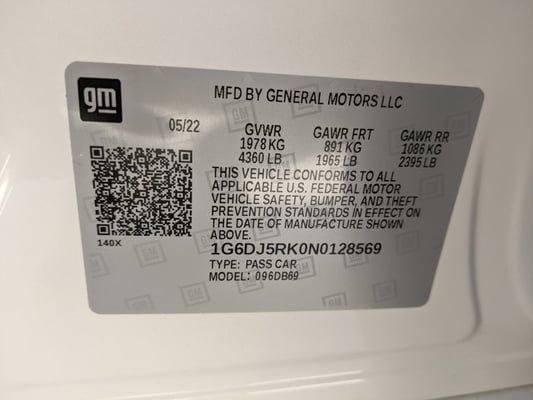 gm
MFD BY GENERAL MOTORS LLC
05/22 GVWR GAWR FRT GAWR RR
1978 KG 891 KG 1086 KG
4360 LB 1965 LB 2395 LB
THIS VEHICLE CONFORMS TO ALL
APPLICABLE U.S. FEDERAL MOTOR
VEHICLE SAFETY, BUMPER, AND THEFT
PREVENTION STANDARDS IN EFFECT ON
THE DATE OF MANUFACTURE SHOWN
ABOVE.
140X
1G6DJ5RK0N0128569
TYPE: PASS CAR
MODEL: 096DB69